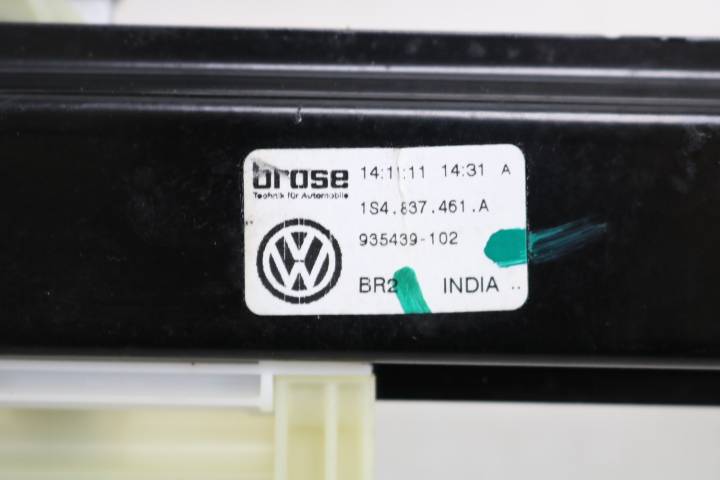 brose 14:11:11 14:31 A
Technik für Automobile
1S4.837.461.A
935439-102
BR2 INDIA ..